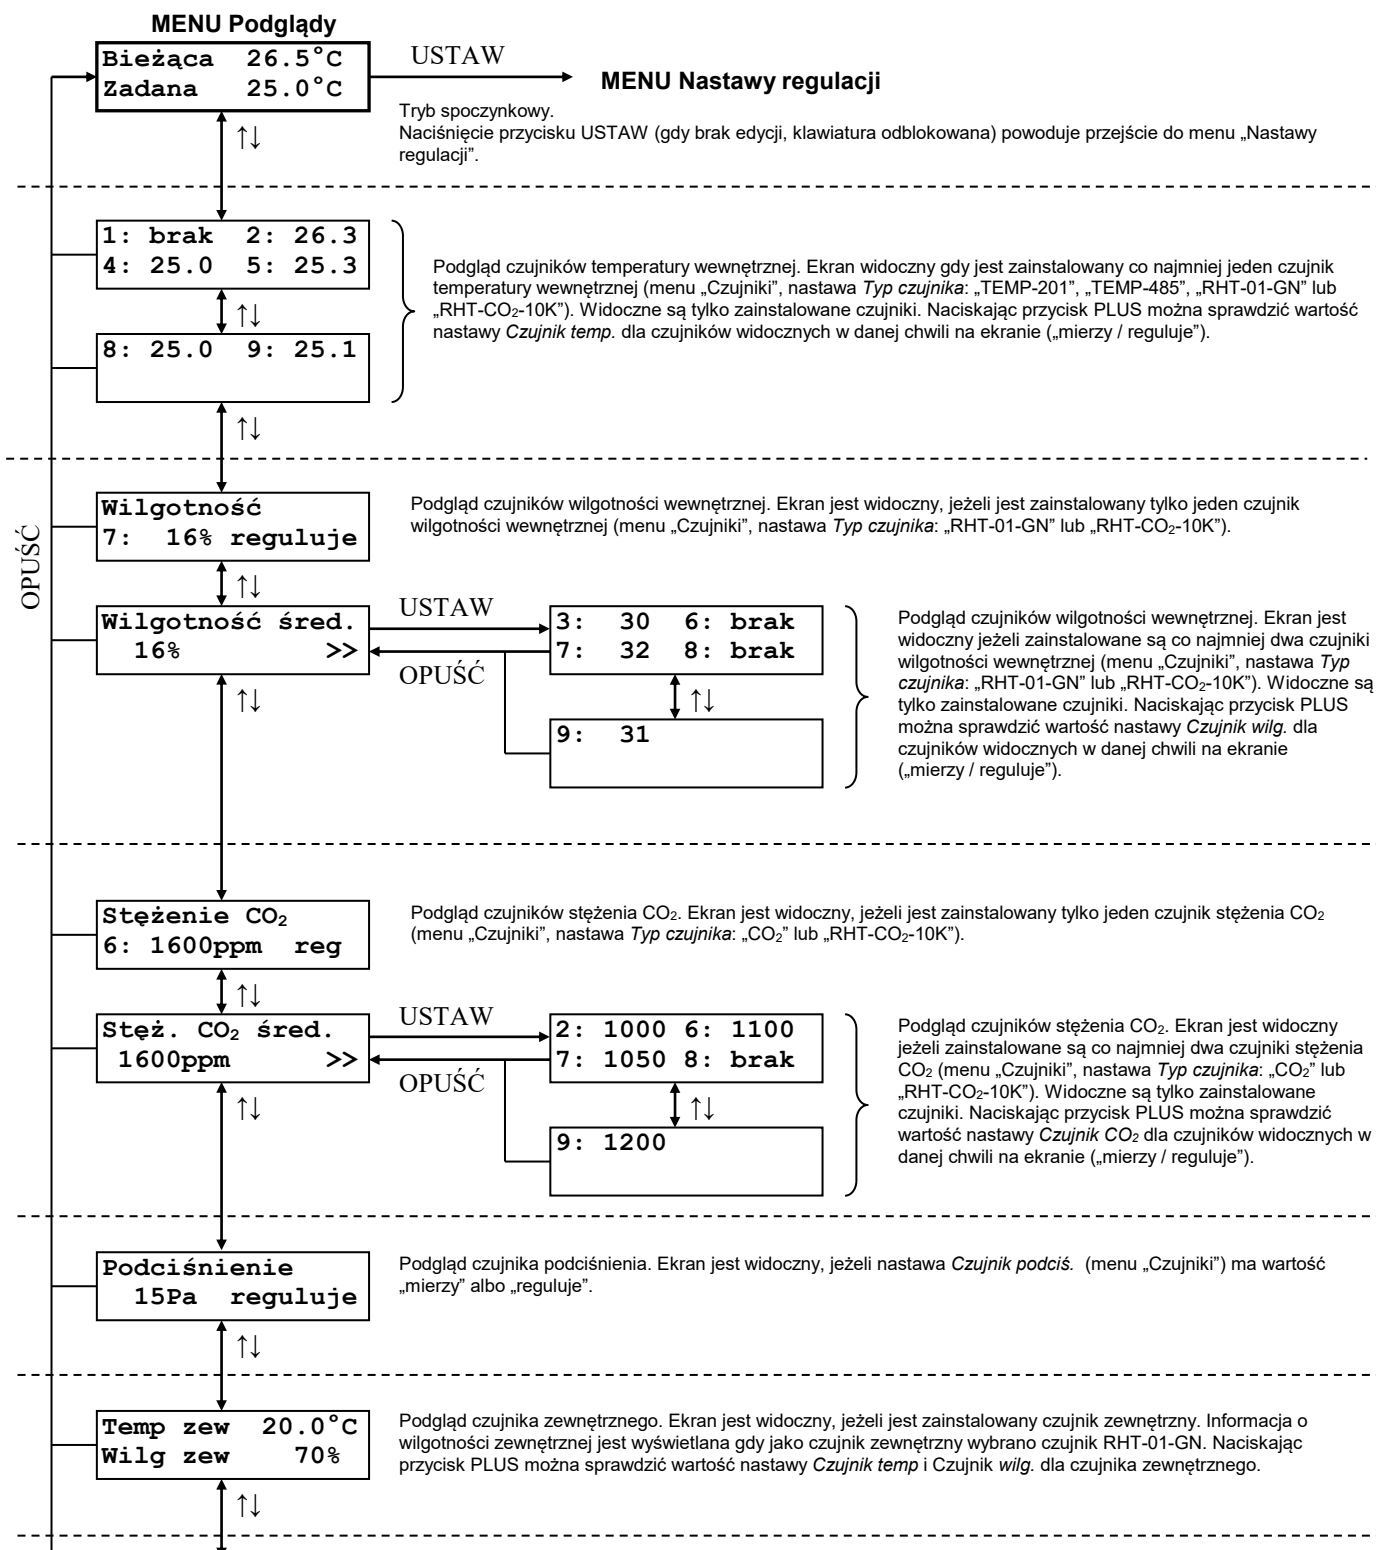 MENU Podglądy
Bieżąca 26.5°C
Zadana 25.0°C
USTAW
MENU Nastawy regulacji
Tryb spoczynkowy.
Naciśnięcie przycisku USTAW (gdy brak edycji, klawiatura odblokowana) powoduje przejście do menu „Nastawy
regulacji”.
↑↓
1: brak 2: 26.3
4: 25.0 5: 25.3
↑↓
8: 25.0 9: 25.1
Podgląd czujników temperatury wewnętrznej. Ekran widoczny gdy jest zainstalowany co najmniej jeden czujnik
temperatury wewnętrznej (menu „Czujniki”, nastawa Typ czujnika: „TEMP-201”, „TEMP-485”, „RHT-01-GN” lub
„RHT-CO₂-10K”). Widoczne są tylko zainstalowane czujniki. Naciskając przycisk PLUS można sprawdzić wartość
nastawy Czujnik temp. dla czujników widocznych w danej chwili na ekranie („mierzy / reguluje”).
↑↓
OPUŚĆ
Wilgotność
7: 16% reguluje
Podgląd czujników wilgotności wewnętrznej. Ekran jest widoczny, jeżeli jest zainstalowany tylko jeden czujnik
wilgotności wewnętrznej (menu „Czujniki”, nastawa Typ czujnika: „RHT-01-GN” lub „RHT-CO₂-10K”).
↑↓
Wilgotność śred.
16% >>
USTAW
OPUŚĆ
3: 30 6: brak
7: 32 8: brak
↑↓
9: 31
Podgląd czujników wilgotności wewnętrznej. Ekran jest
widoczny jeżeli zainstalowane są co najmniej dwa czujniki
wilgotności wewnętrznej (menu „Czujniki”, nastawa Typ
czujnika: „RHT-01-GN” lub „RHT-CO₂-10K”). Widoczne są
tylko zainstalowane czujniki. Naciskając przycisk PLUS
można sprawdzić wartość nastawy Czujnik wilg. dla
czujników widocznych w danej chwili na ekranie
(„mierzy / reguluje”).
↑↓
Stężenie CO₂
6: 1600ppm reg
Podgląd czujników stężenia CO₂. Ekran jest widoczny, jeżeli jest zainstalowany tylko jeden czujnik stężenia CO₂
(menu „Czujniki”, nastawa Typ czujnika: „CO₂” lub „RHT-CO₂-10K”).
↑↓
Stęż. CO₂ śred.
1600ppm >>
USTAW
OPUŚĆ
2: 1000 6: 1100
7: 1050 8: brak
↑↓
9: 1200
Podgląd czujników stężenia CO₂. Ekran jest widoczny
jeżeli zainstalowane są co najmniej dwa czujniki stężenia
CO₂ (menu „Czujniki”, nastawa Typ czujnika: „CO₂” lub
„RHT-CO₂-10K”). Widoczne są tylko zainstalowane
czujniki. Naciskając przycisk PLUS można sprawdzić
wartość nastawy Czujnik CO₂ dla czujników widocznych w
danej chwili na ekranie („mierzy / reguluje”).
↑↓
Podciśnienie
15Pa reguluje
Podgląd czujnika podciśnienia. Ekran jest widoczny, jeżeli nastawa Czujnik podciś. (menu „Czujniki”) ma wartość
„mierzy” albo „reguluje”.
↑↓
Temp zew 20.0°C
Wilg zew 70%
Podgląd czujnika zewnętrznego. Ekran jest widoczny, jeżeli jest zainstalowany czujnik zewnętrzny. Informacja o
wilgotności zewnętrznej jest wyświetlana gdy jako czujnik zewnętrzny wybrano czujnik RHT-01-GN. Naciskając
przycisk PLUS można sprawdzić wartość nastawy Czujnik temp i Czujnik wilg. dla czujnika zewnętrznego.
↑↓